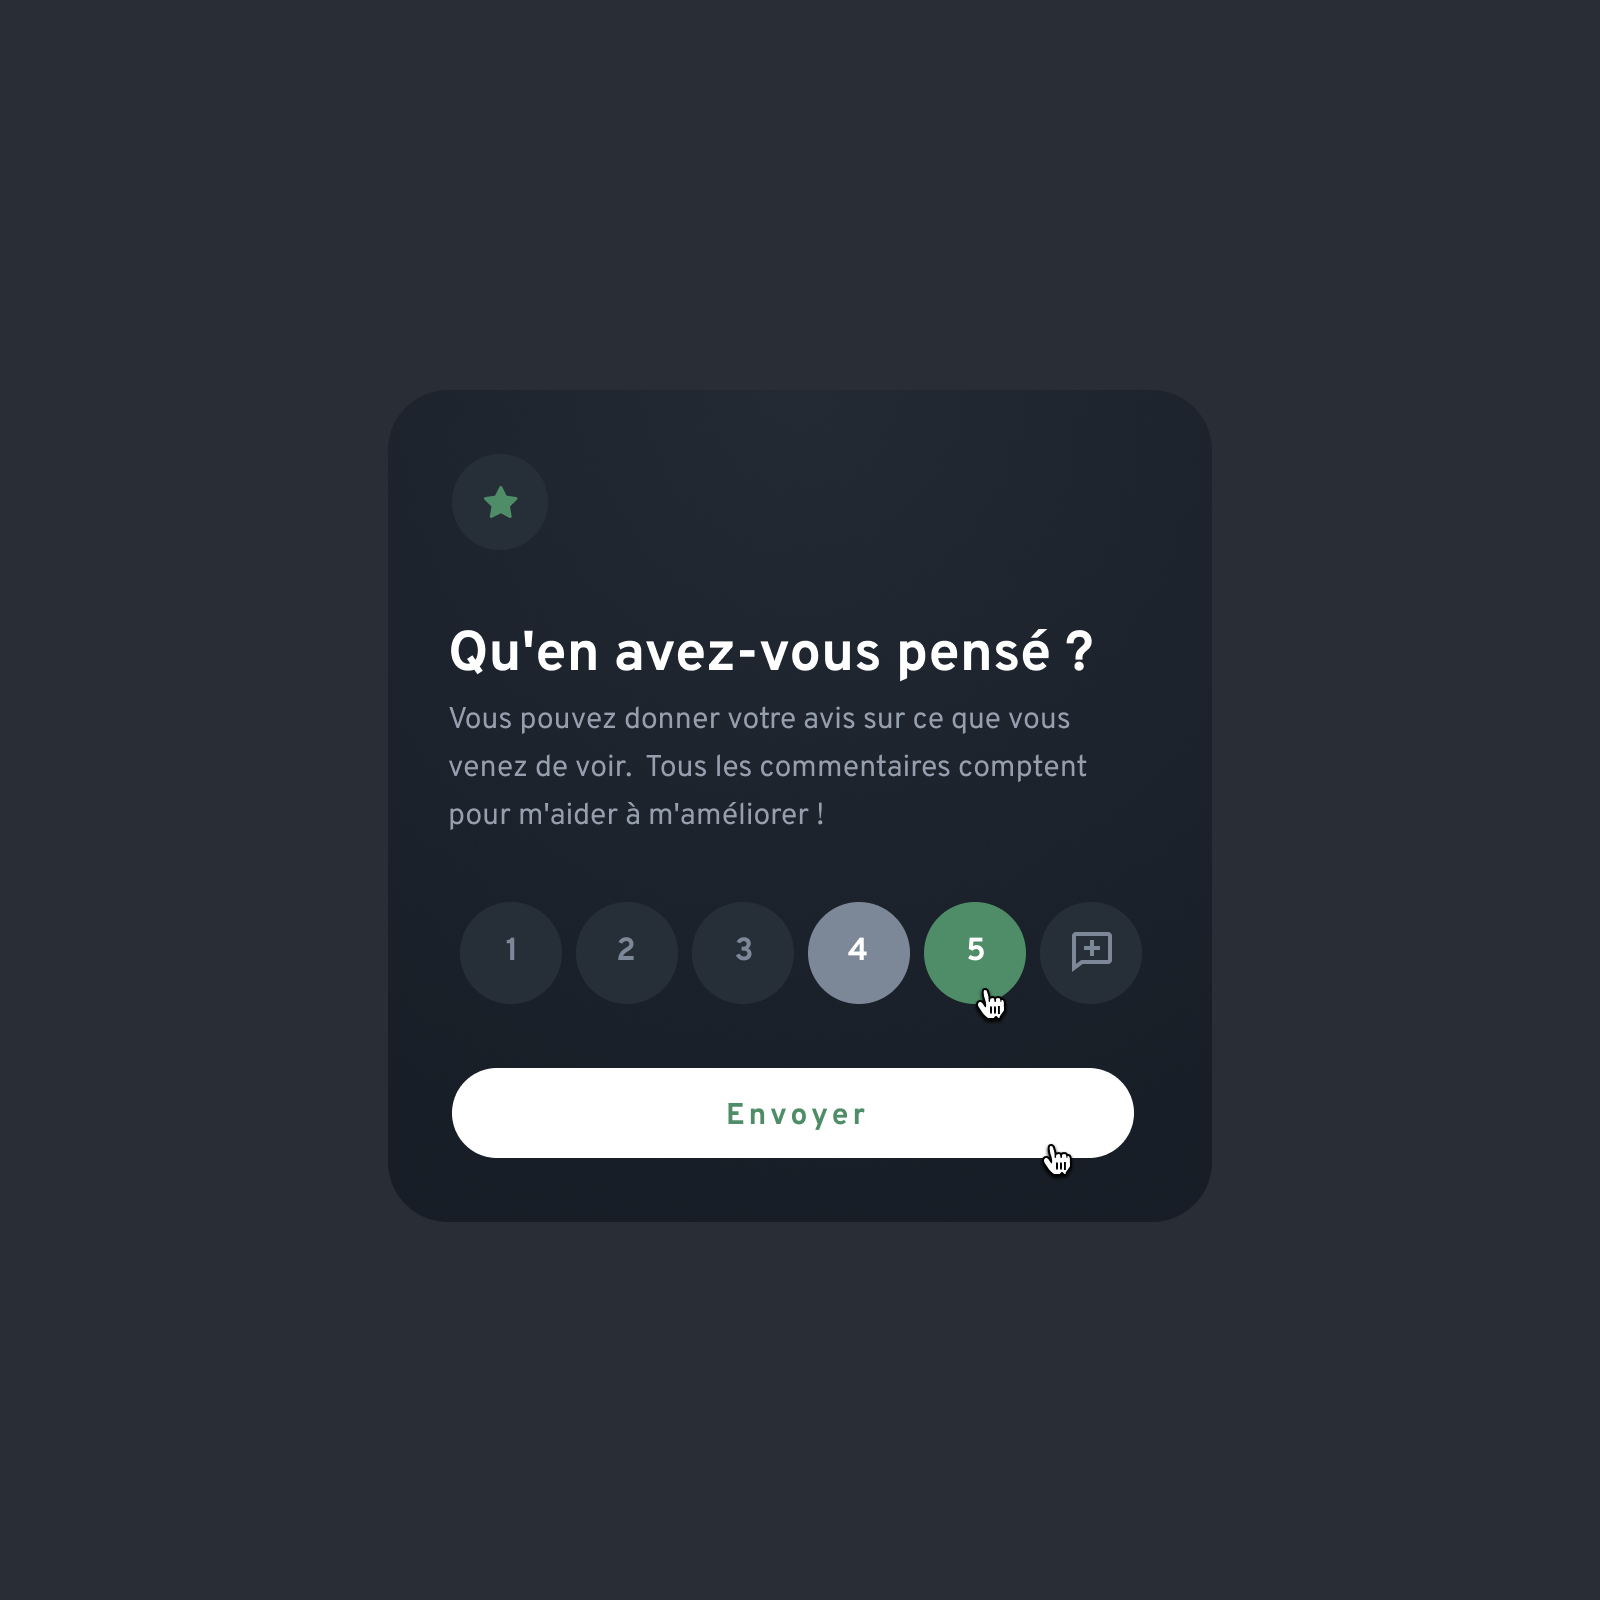 Qu'en avez-vous pensé ?
Vous pouvez donner votre avis sur ce que vous
venez de voir.  Tous les commentaires comptent
pour m'aider à m'améliorer !
1 2 3 4 5
Envoyer